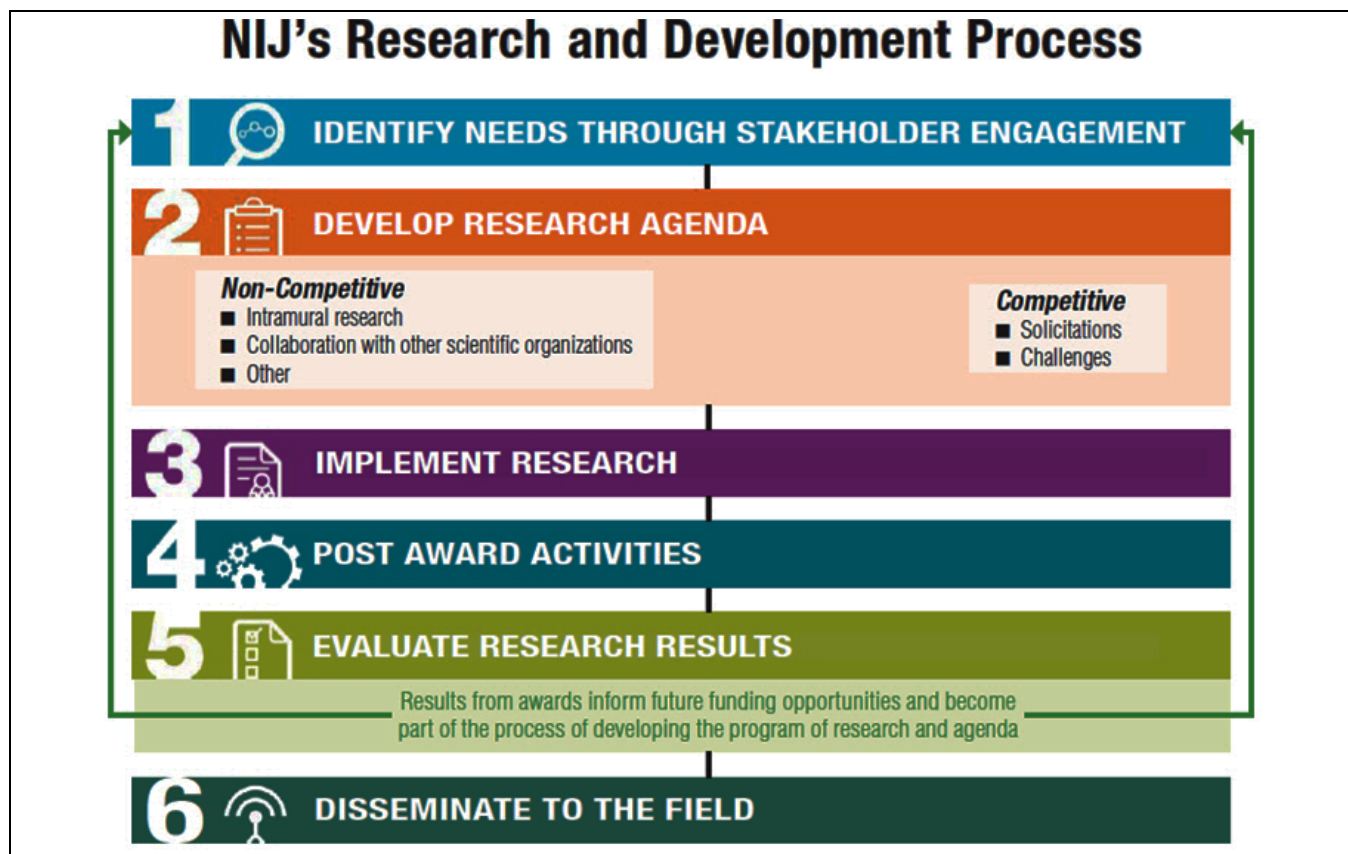 NIJ's Research and Development Process
1 IDENTIFY NEEDS THROUGH STAKEHOLDER ENGAGEMENT
2 DEVELOP RESEARCH AGENDA
Non-Competitive
■ Intramural research
■ Collaboration with other scientific organizations
■ Other
Competitive
■ Solicitations
■ Challenges
3 IMPLEMENT RESEARCH
4 POST AWARD ACTIVITIES
5 EVALUATE RESEARCH RESULTS
Results from awards inform future funding opportunities and become
part of the process of developing the program of research and agenda
6 DISSEMINATE TO THE FIELD